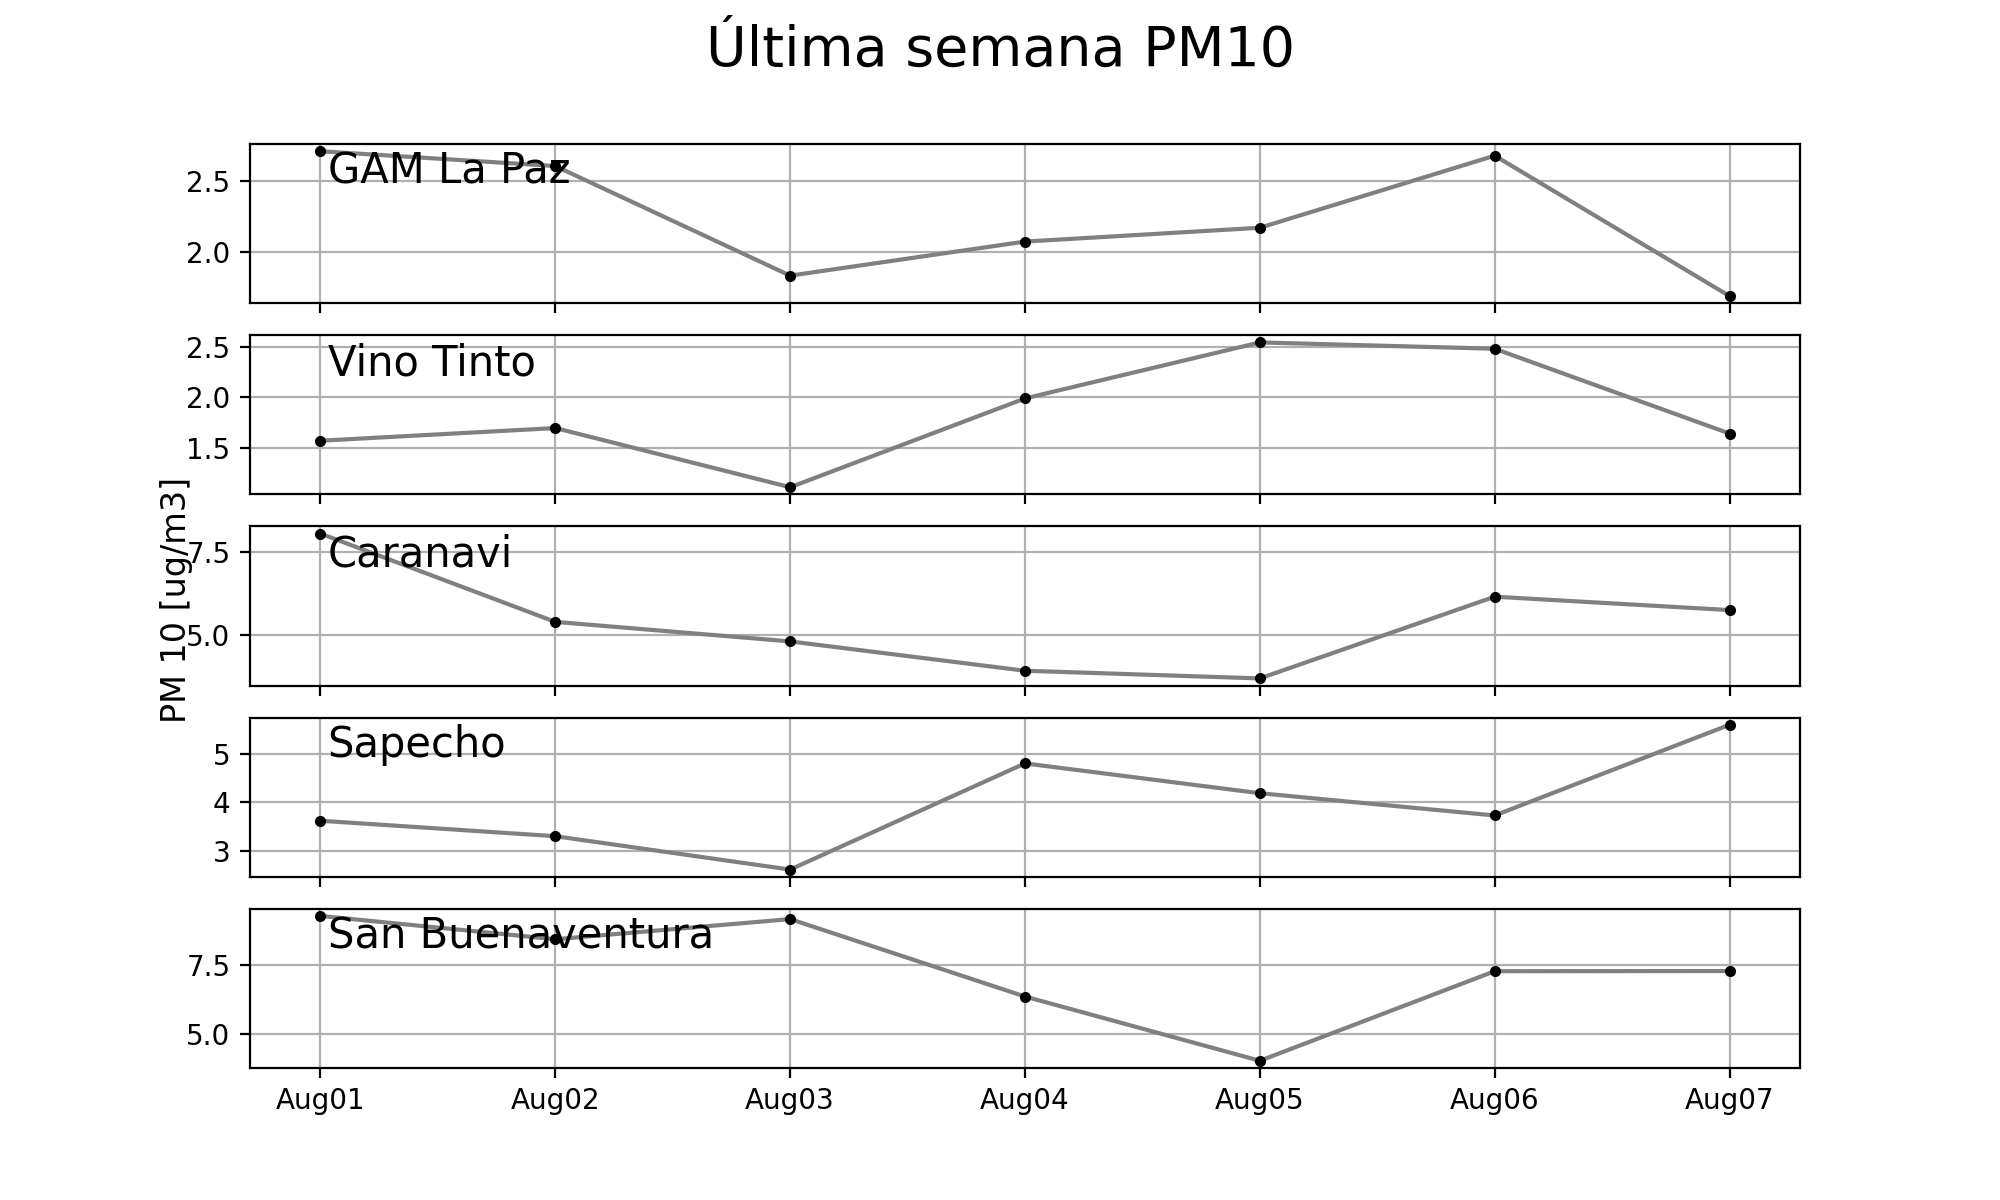 Última semana PM10
GAM La Paz
2.5
2.0
Vino Tinto
2.5
2.0
1.5
PM 10 [ug/m3]
Caranavi
7.5
5.0
Sapecho
5
4
3
San Buenaventura
7.5
5.0
Aug01 Aug02 Aug03 Aug04 Aug05 Aug06 Aug07